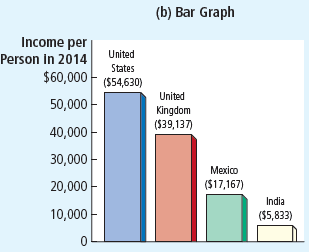 (b) Bar Graph
Income per
Person in 2014
$60,000
50,000
40,000
30,000
20,000
10,000
0
United
States
($54,630)
United
Kingdom
($39,137)
Mexico
($17,167)
India
($5,833)